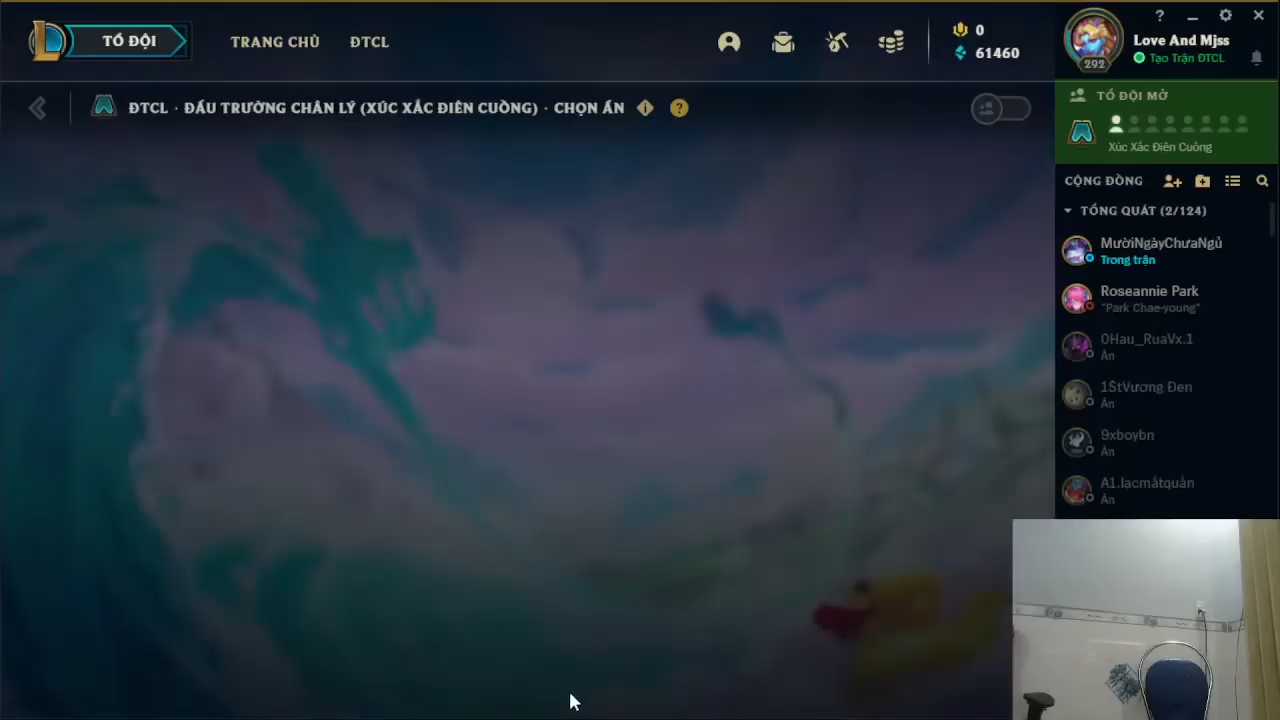 TỔ ĐỘI
TRANG CHỦ
ĐTCL
0
61460
292
Love And Mjss
Tạo Trận ĐTCL
ĐTCL · ĐẤU TRƯỜNG CHÂN LÝ (XÚC XẮC ĐIÊN CUỒNG) · CHỌN ẨN
TỔ ĐỘI MỞ
Xúc Xắc Điên Cuồng
CỘNG ĐỒNG
TỔNG QUÁT (2/124)
MườiNgàyChưaNgủ
Trong trận
Roseannie Park
"Park Chae-young"
0Hau_RuaVx.1
Ẩn
1StVương Đen
Ẩn
9xboybn
Ẩn
A1.lạcmấtquần
Ẩn